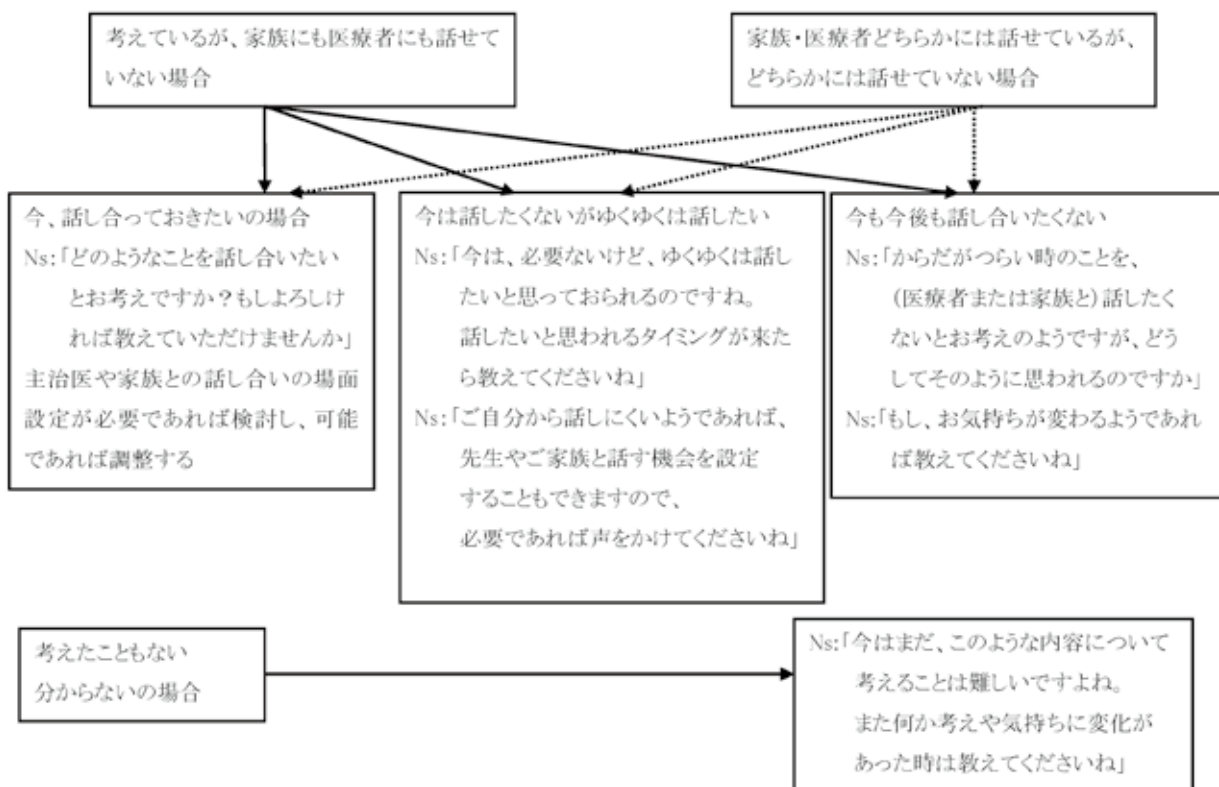 考えているが、家族にも医療者にも話せて
いない場合
家族・医療者どちらかには話せているが、
どちらかには話せていない場合
今、話し合っておきたいの場合
Ns:「どのようなことを話し合いたい
とお考えですか？もしよろしけ
れば教えていただけませんか」
主治医や家族との話し合いの場面
設定が必要であれば検討し、可能
であれば調整する
今は話したくないがゆくゆくは話したい
Ns:「今は、必要ないけど、ゆくゆくは話し
たいと思っておられるのですね。
話したいと思われるタイミングが来た
ら教えてくださいね」
Ns:「ご自分から話しにくいようであれば、
先生やご家族と話す機会を設定
することもできますので、
必要であれば声をかけてくださいね」
今も今後も話し合いたくない
Ns:「からだがつらい時のことを、
（医療者または家族と）話したく
ないとお考えのようですが、どう
してそのように思われるのですか」
Ns:「もし、お気持ちが変わるようであれ
ば教えてくださいね」
考えたこともない
分からないの場合
Ns:「今はまだ、このような内容について
考えることは難しいですよね。
また何か考えや気持ちに変化が
あった時は教えてくださいね」